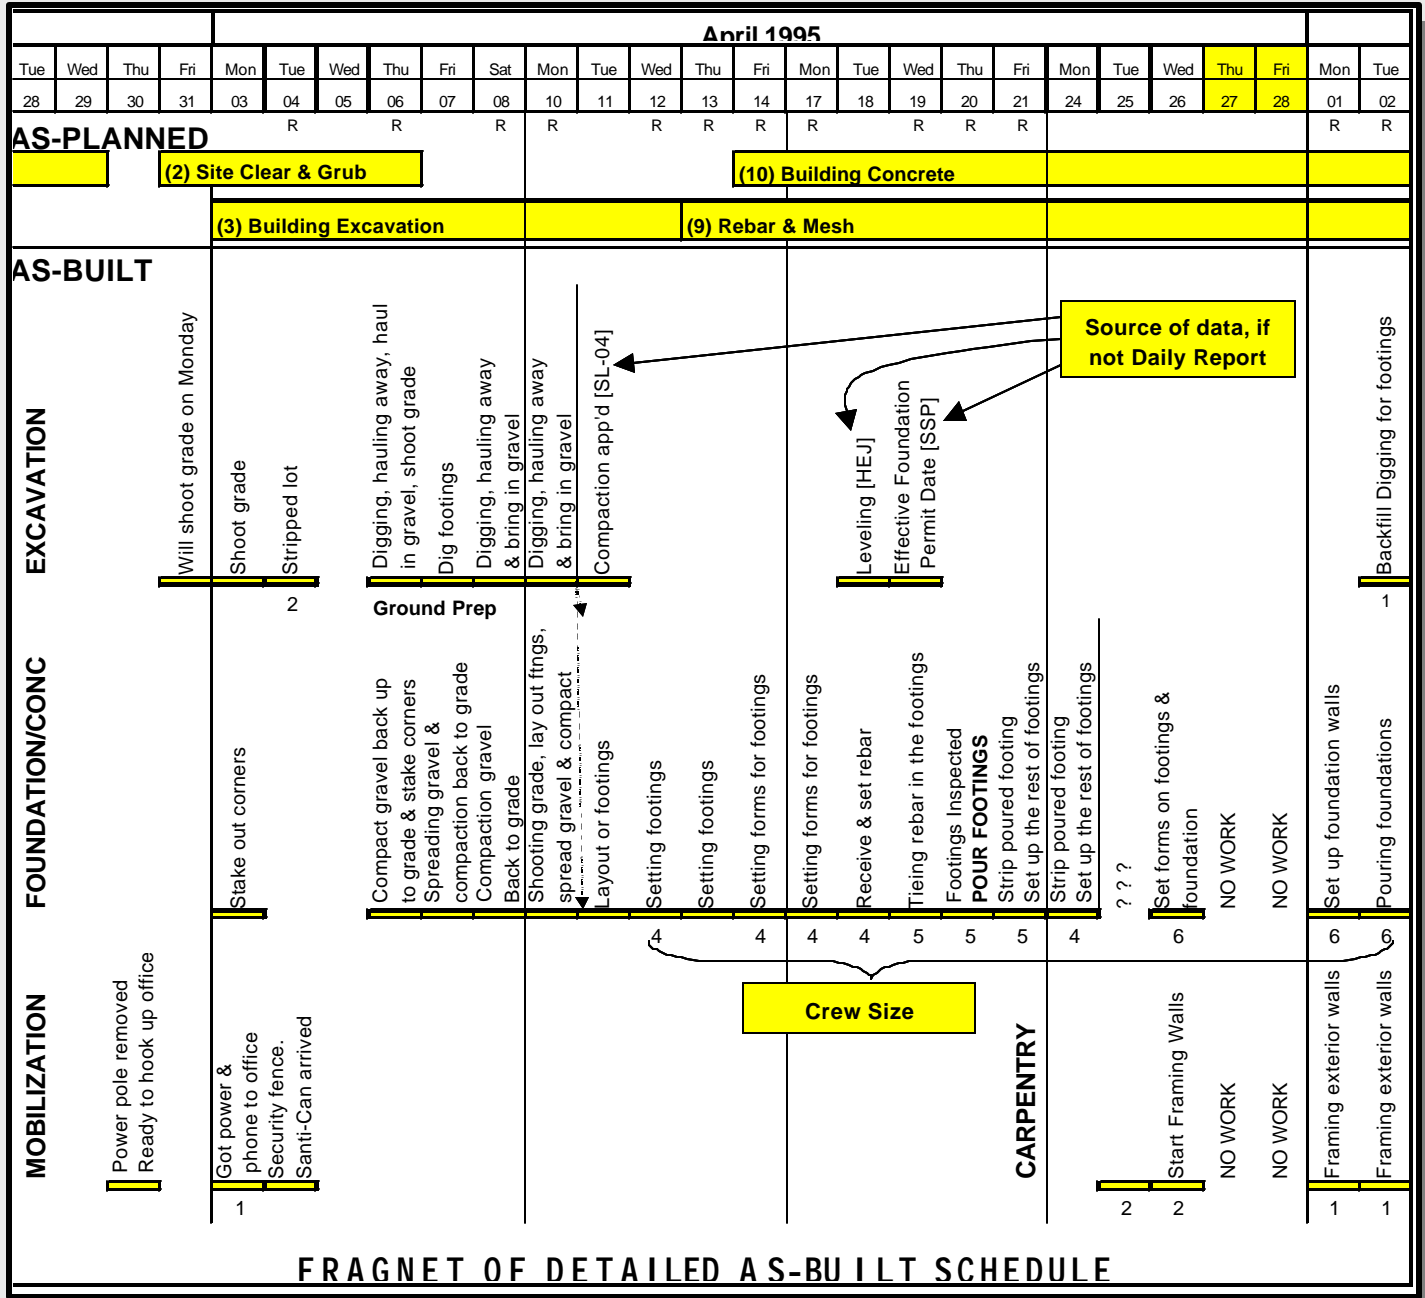 April 1995
Tue Wed Thu Fri Mon Tue Wed Thu Fri Sat Mon Tue Wed Thu Fri Mon Tue Wed Thu Fri Mon Tue Wed Thu Fri Mon Tue
28 29 30 31 03 04 05 06 07 08 10 11 12 13 14 17 18 19 20 21 24 25 26 27 28 01 02
R R R R R R R R R R R R R
AS-PLANNED
(2) Site Clear & Grub
(10) Building Concrete
(3) Building Excavation
(9) Rebar & Mesh
AS-BUILT
Source of data, if
not Daily Report
EXCAVATION
Will shoot grade on Monday
Shoot grade
Stripped lot
Digging, hauling away, haul
in gravel, shoot grade
Dig footings
Digging, hauling away
& bring in gravel
Digging, hauling away
& bring in gravel
Compaction app'd [SL-04]
Leveling [HEJ]
Effective Foundation
Permit Date [SSP]
Backfill Digging for footings
2
Ground Prep
1
FOUNDATION/CONC
Stake out corners
Compact gravel back up
to grade & stake corners
Spreading gravel &
compaction back to grade
Compaction gravel
Back to grade
Shooting grade, lay out ftngs,
spread gravel & compact
Layout or footings
Setting footings
Setting footings
Setting forms for footings
Setting forms for footings
Receive & set rebar
Tieing rebar in the footings
Footings Inspected
POUR FOOTINGS
Strip poured footing
Set up the rest of footings
Strip poured footing
Set up the rest of footings
? ? ?
Set forms on footings &
foundation
NO WORK
NO WORK
Set up foundation walls
Pouring foundations
4 4 4 4 5 5 5 4 6 6 6
Crew Size
MOBILIZATION
Power pole removed
Ready to hook up office
Got power &
phone to office
Security fence.
Santi-Can arrived
CARPENTRY
Start Framing Walls
NO WORK
NO WORK
Framing exterior walls
Framing exterior walls
1 2 2 1 1
FRAGNET OF DETAILED AS-BUILT SCHEDULE